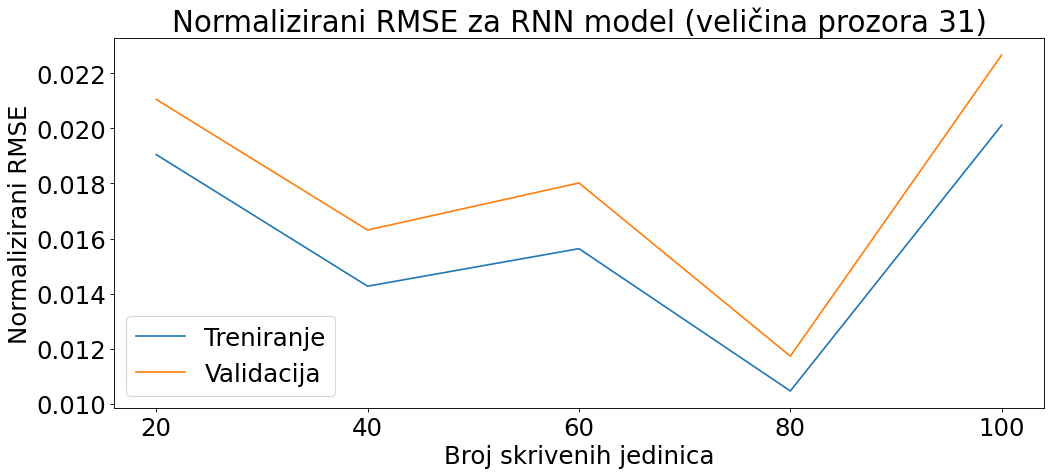 Normalizirani RMSE za RNN model (veličina prozora 31)
Normalizirani RMSE
0.022
0.020
0.018
0.016
0.014
0.012
0.010
Treniranje
Validacija
20 40 60 80 100
Broj skrivenih jedinica